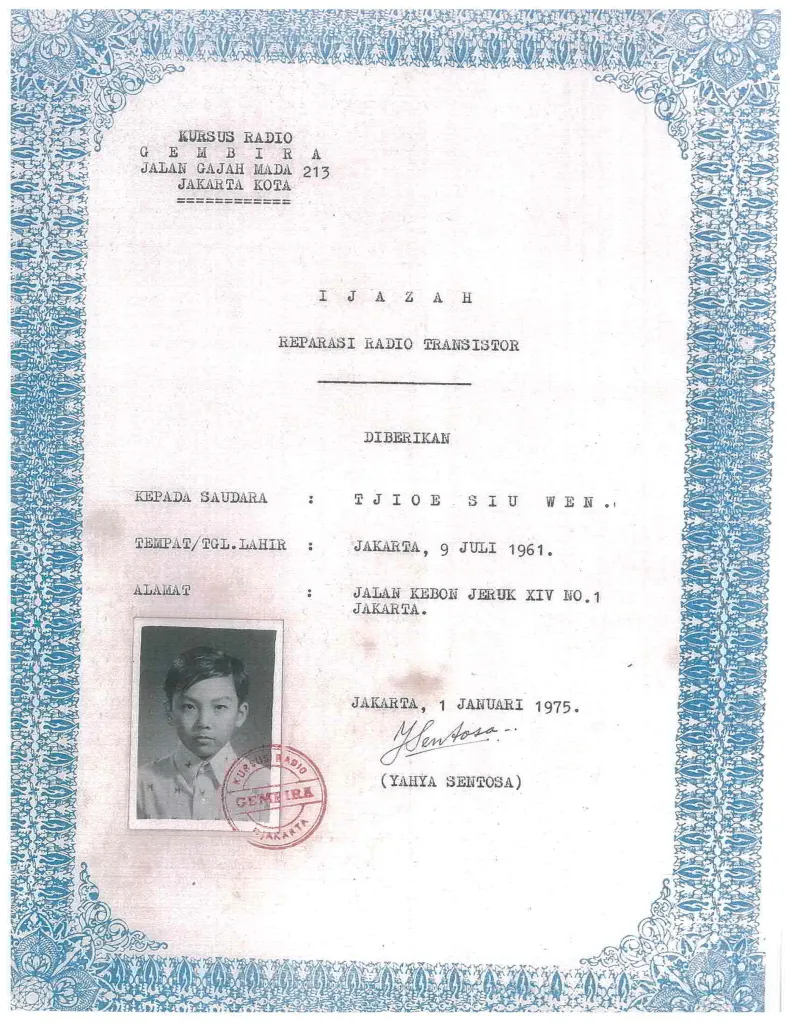 KURSUS RADIO
G E M B I R A
JALAN GAJAH MADA 213
JAKARTA KOTA
============
I J A Z A H
REPARASI RADIO TRANSISTOR
DIBERIKAN
KEPADA SAUDARA : T J I O E S I U W E N .
TEMPAT/TGL.LAHIR : JAKARTA, 9 JULI 1961.
ALAMAT : JALAN KEBON JERUK XIV NO.1
JAKARTA.
JAKARTA, 1 JANUARI 1975.
YSentosa
(YAHYA SENTOSA)
KURSUS RADIO
GEMBIRA
DJAKARTA